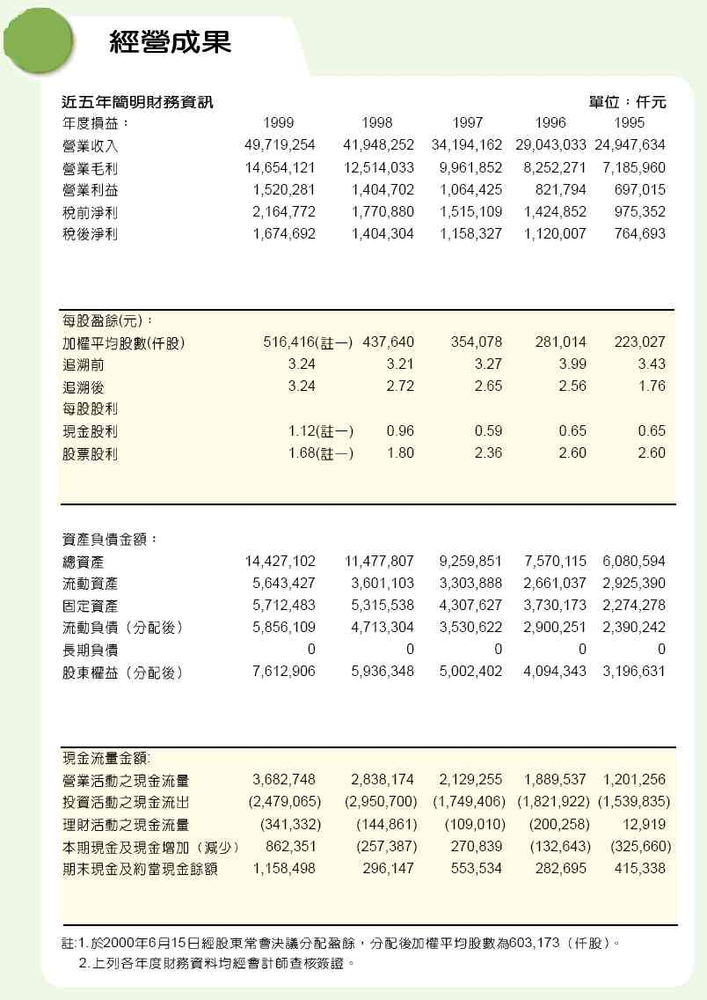 經營成果
近五年簡明財務資訊 單位：仟元
年度損益： 1999 1998 1997 1996 1995
營業收入 49,719,254 41,948,252 34,194,162 29,043,033 24,947,634
營業毛利 14,654,121 12,514,033 9,961,852 8,252,271 7,185,960
營業利益 1,520,281 1,404,702 1,064,425 821,794 697,015
稅前淨利 2,164,772 1,770,880 1,515,109 1,424,852 975,352
稅後淨利 1,674,692 1,404,304 1,158,327 1,120,007 764,693
每股盈餘(元)：
加權平均股數(仟股) 516,416(註一) 437,640 354,078 281,014 223,027
追溯前 3.24 3.21 3.27 3.99 3.43
追溯後 3.24 2.72 2.65 2.56 1.76
每股股利
現金股利 1.12(註一) 0.96 0.59 0.65 0.65
股票股利 1.68(註一) 1.80 2.36 2.60 2.60
資產負債金額：
總資產 14,427,102 11,477,807 9,259,851 7,570,115 6,080,594
流動資產 5,643,427 3,601,103 3,303,888 2,661,037 2,925,390
固定資產 5,712,483 5,315,538 4,307,627 3,730,173 2,274,278
流動負債（分配後） 5,856,109 4,713,304 3,530,622 2,900,251 2,390,242
長期負債 0 0 0 0 0
股東權益（分配後） 7,612,906 5,936,348 5,002,402 4,094,343 3,196,631
現金流量金額:
營業活動之現金流量 3,682,748 2,838,174 2,129,255 1,889,537 1,201,256
投資活動之現金流出 (2,479,065) (2,950,700) (1,749,406) (1,821,922) (1,539,835)
理財活動之現金流量 (341,332) (144,861) (109,010) (200,258) 12,919
本期現金及現金增加（減少） 862,351 (257,387) 270,839 (132,643) (325,660)
期末現金及約當現金餘額 1,158,498 296,147 553,534 282,695 415,338
註:1.於2000年6月15日經股東常會決議分配盈餘，分配後加權平均股數為603,173（仟股）。
2.上列各年度財務資料均經會計師查核簽證。